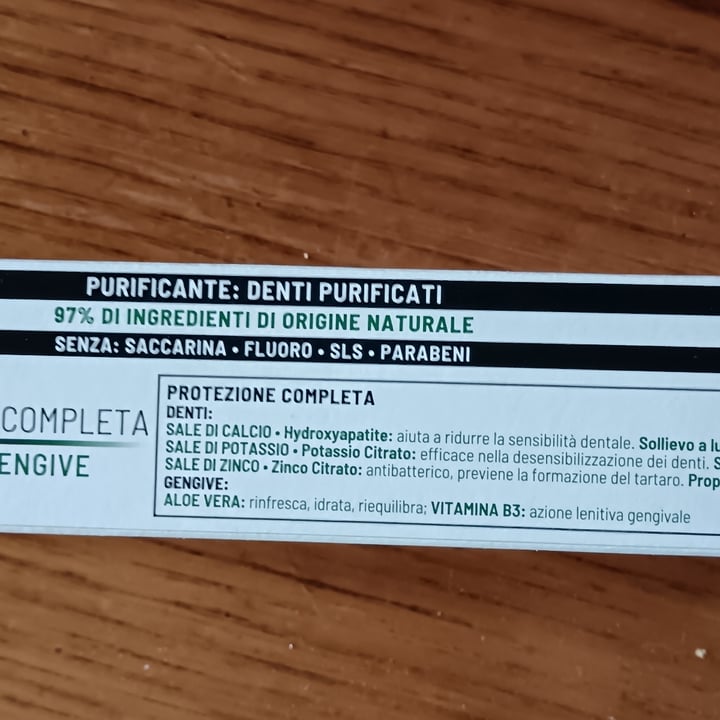 PURIFICANTE: DENTI PURIFICATI
97% DI INGREDIENTI DI ORIGINE NATURALE
SENZA: SACCARINA • FLUORO • SLS • PARABENI
COMPLETA
ENGIVE
PROTEZIONE COMPLETA
DENTI:
SALE DI CALCIO • Hydroxyapatite: aiuta a ridurre la sensibilità dentale. Sollievo a lu
SALE DI POTASSIO • Potassio Citrato: efficace nella desensibilizzazione dei denti. S
SALE DI ZINCO • Zinco Citrato: antibatterico, previene la formazione del tartaro. Prop
GENGIVE:
ALOE VERA: rinfresca, idrata, riequilibra; VITAMINA B3: azione lenitiva gengivale